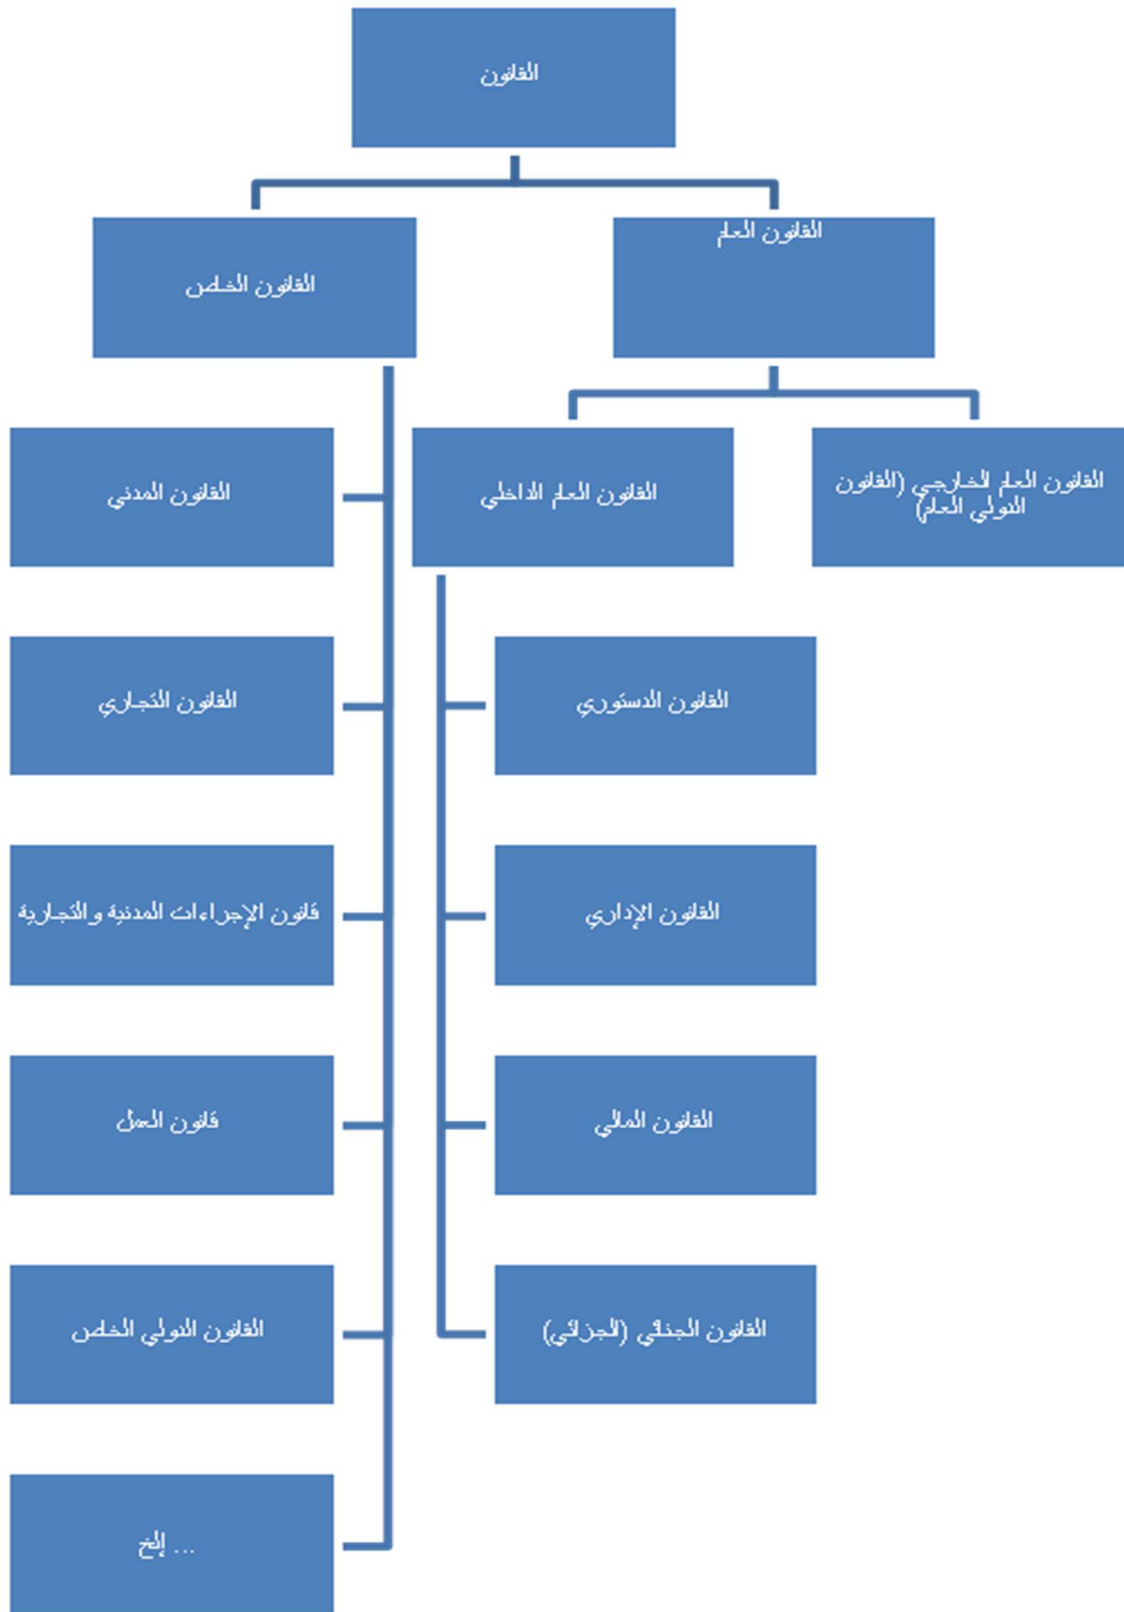 القانون
القانون العام
القانون الخاص
القانون العام الخارجي (القانون
الدولي العام)
القانون العام الداخلي
القانون المدني
القانون الدستوري
القانون التجاري
القانون الإداري
قانون الإجراءات المدنية والتجارية
القانون المالي
قانون العمل
القانون الجنائي (الجزائي)
القانون الدولي الخاص
... إلخ